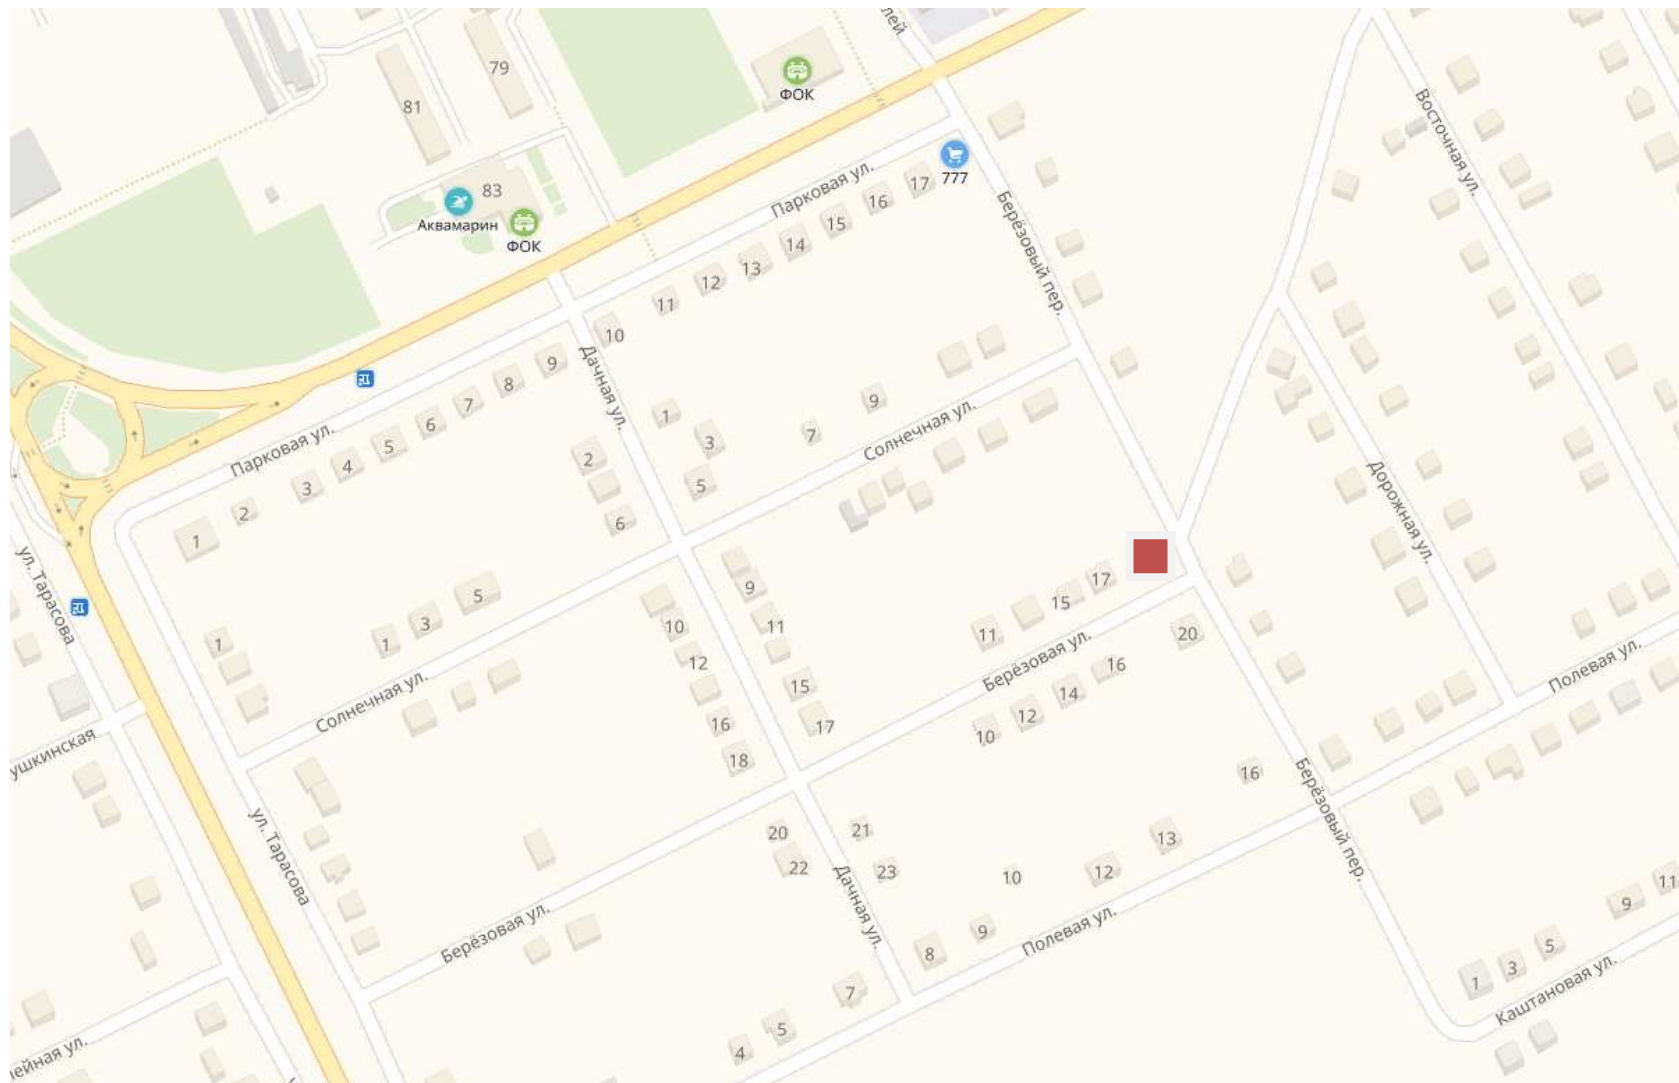 лей
79
ФОК
81
Восточная ул.
83
Аквамарин
ФОК
777
Парковая ул.
17
16
15
14
13
12
11
10
Берёзовый пер.
9
8
7
6
5
4
3
2
1
Парковая ул.
Дачная ул.
1
3
5
7
9
Солнечная ул.
2
6
Дорожная ул.
ул. Тарасова
1
1
3
5
Солнечная ул.
9
11
15
17
10
12
16
18
11
15
17
Берёзовая ул.
20
16
14
12
10
Полевая ул.
ушкинская
ул. Тарасова
16
Берёзовый пер.
13
12
10
9
8
Полевая ул.
20
22
21
23
Дачная ул.
Берёзовая ул.
7
5
4
11
9
5
3
1
Каштановая ул.
ейная ул.